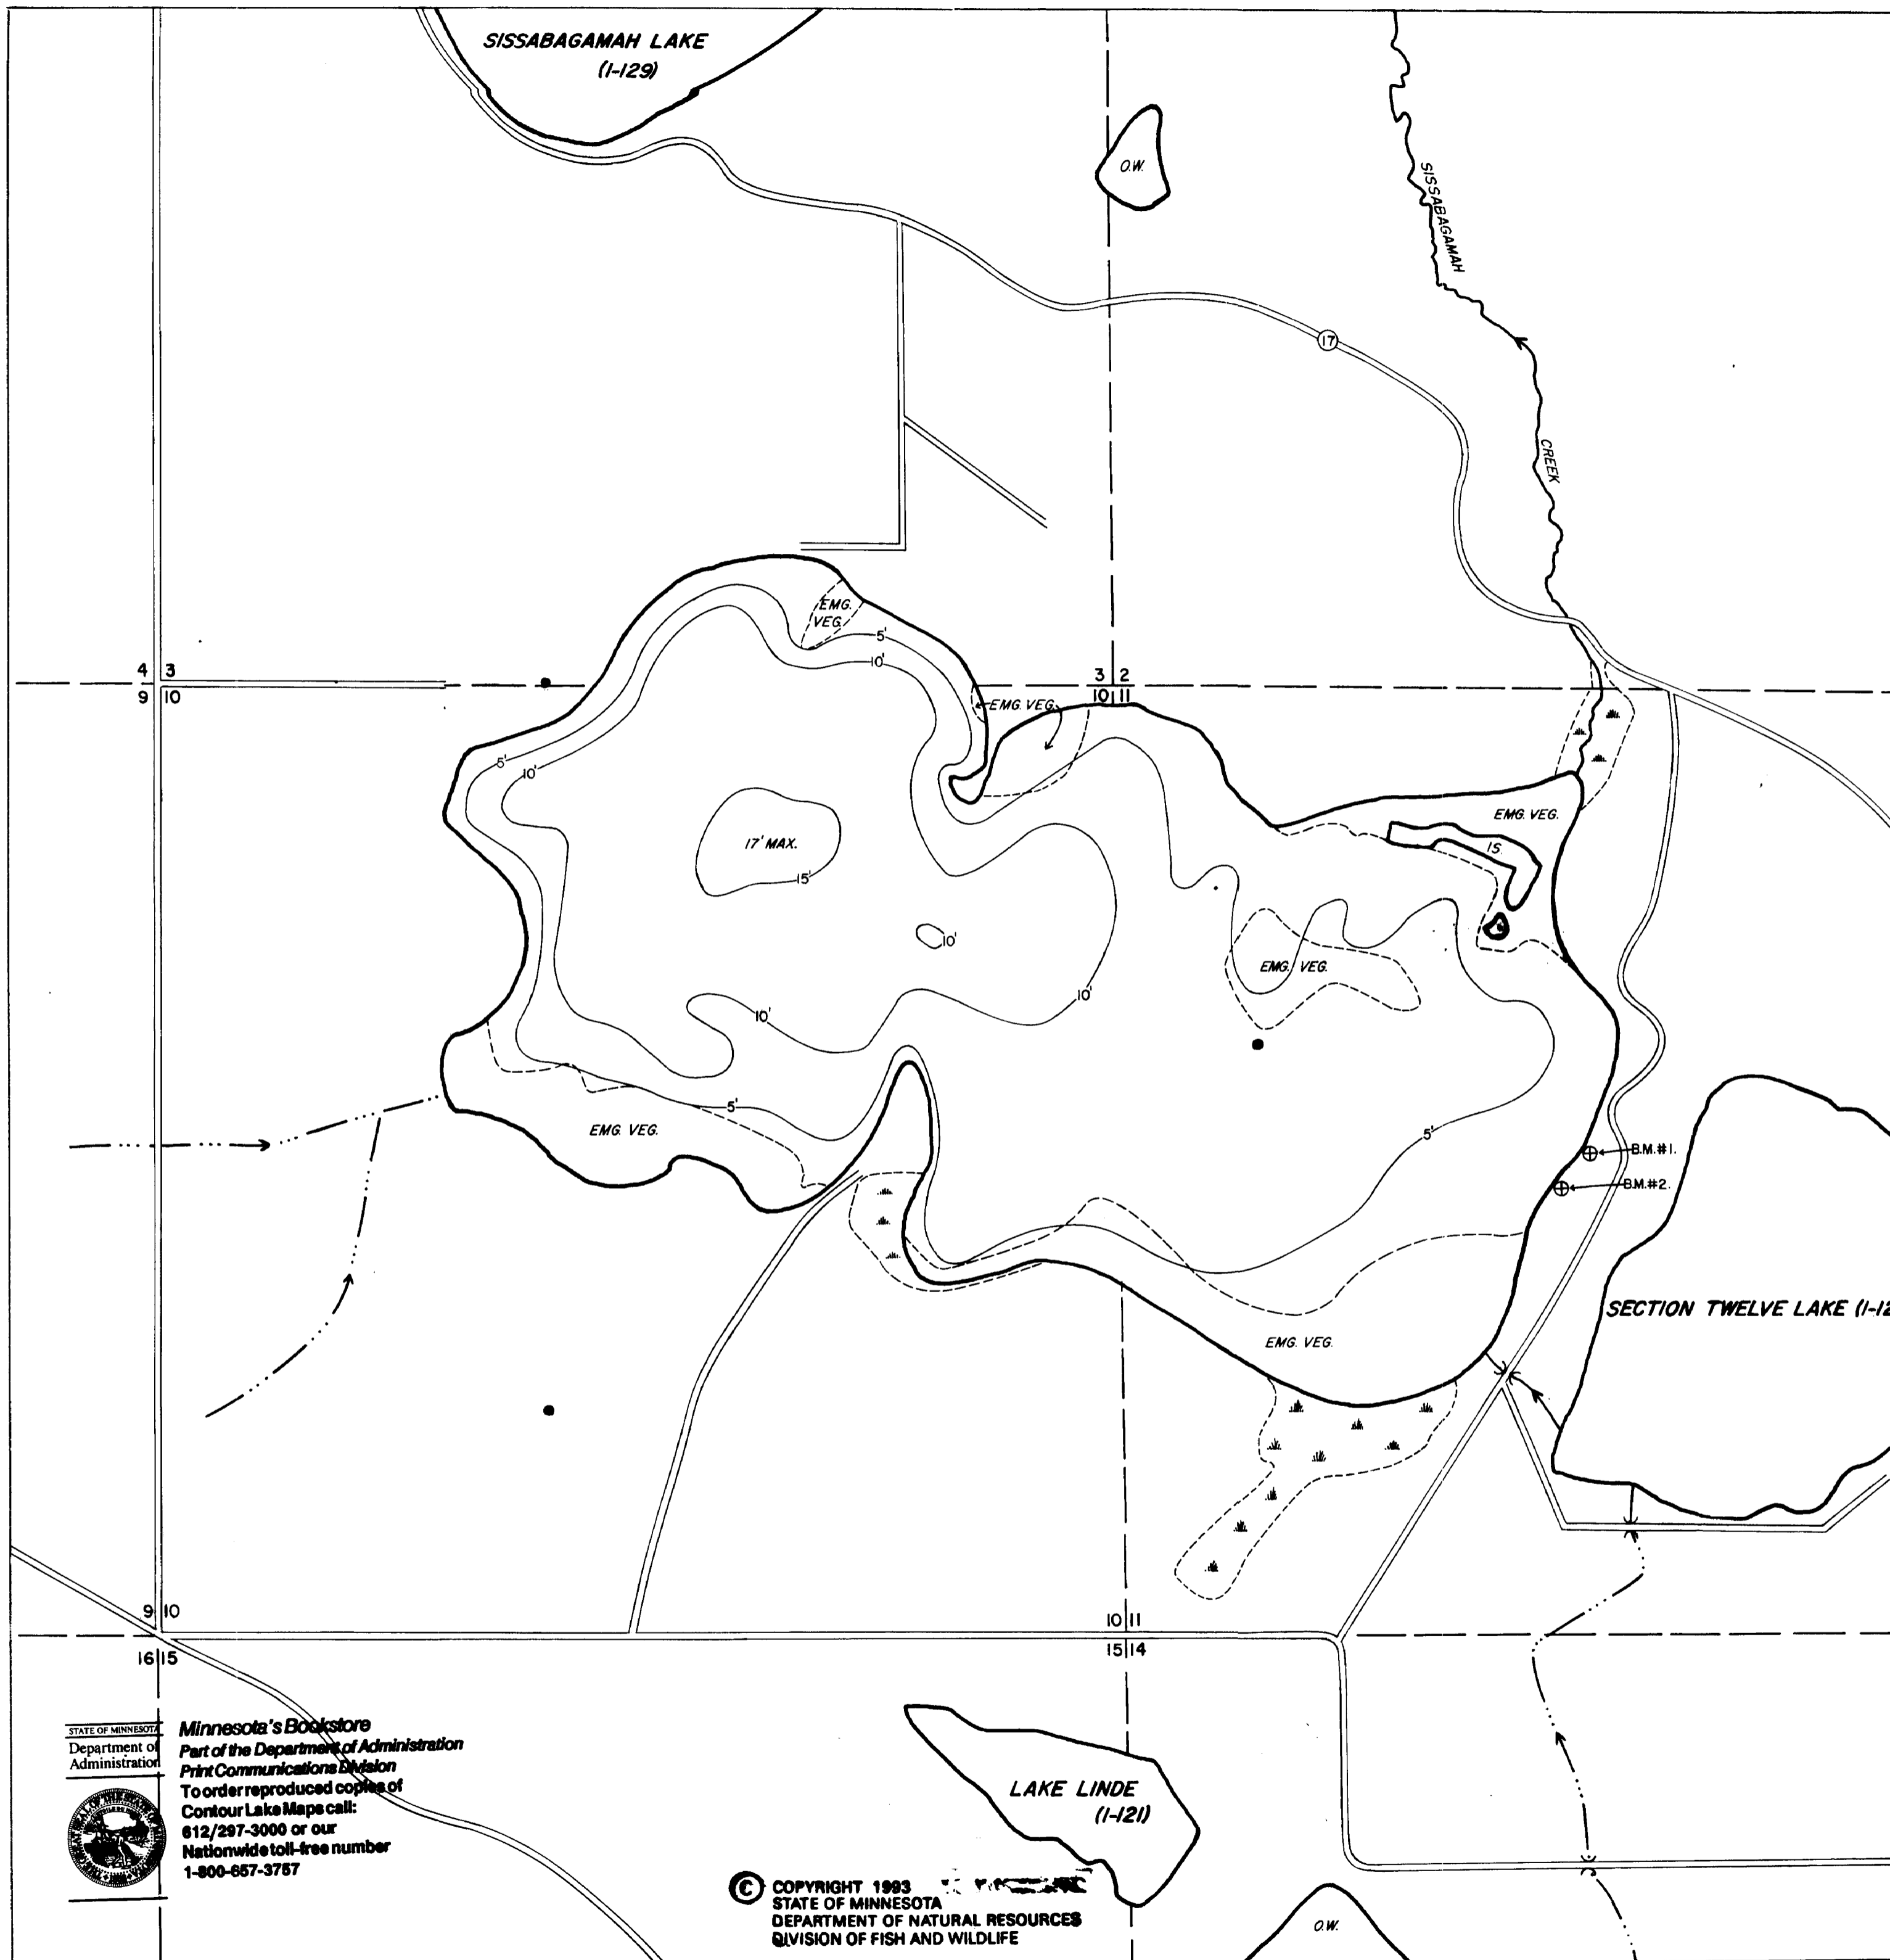 SISSABAGAMAH LAKE
(1-129)
O.W.
SISSABAGAMAH
CREEK
17
EMG.
VEG.
5'
10'
4 3
9 10
3 2
10 11
EMG. VEG.
5'
10'
EMG. VEG.
IS.
17' MAX.
15'
10'
EMG. VEG.
10'
10'
5'
EMG. VEG.
5'
B.M.#1.
B.M.#2.
SECTION TWELVE LAKE (1-12
EMG. VEG.
9 10
16 15
10 11
15 14
STATE OF MINNESOTA
Department of
Administration
Minnesota's Bookstore
Part of the Department of Administration
Print Communications Division
To order reproduced copies of
Contour Lake Maps call:
612/297-3000 or our
Nationwide toll-free number
1-800-657-3757
LAKE LINDE
(1-121)
© COPYRIGHT 1993
STATE OF MINNESOTA
DEPARTMENT OF NATURAL RESOURCES
DIVISION OF FISH AND WILDLIFE
O.W.